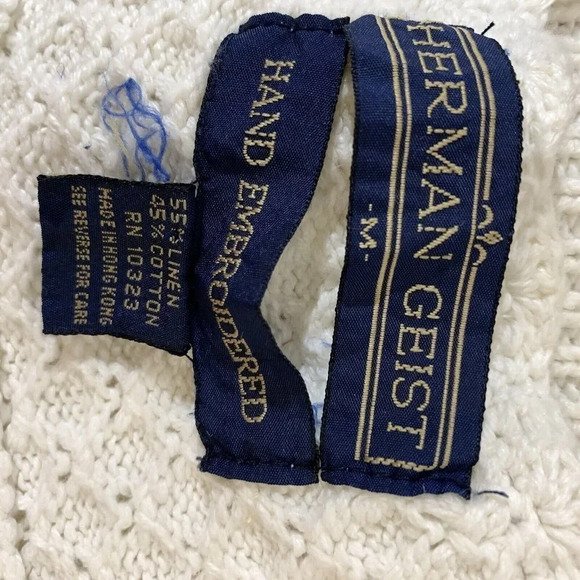 HERMAN GEIST
-M-
HAND EMBROIDERED
55% LINEN
45% COTTON
RN 10323
MADE IN HONG KONG
SEE REVERSE FOR CARE